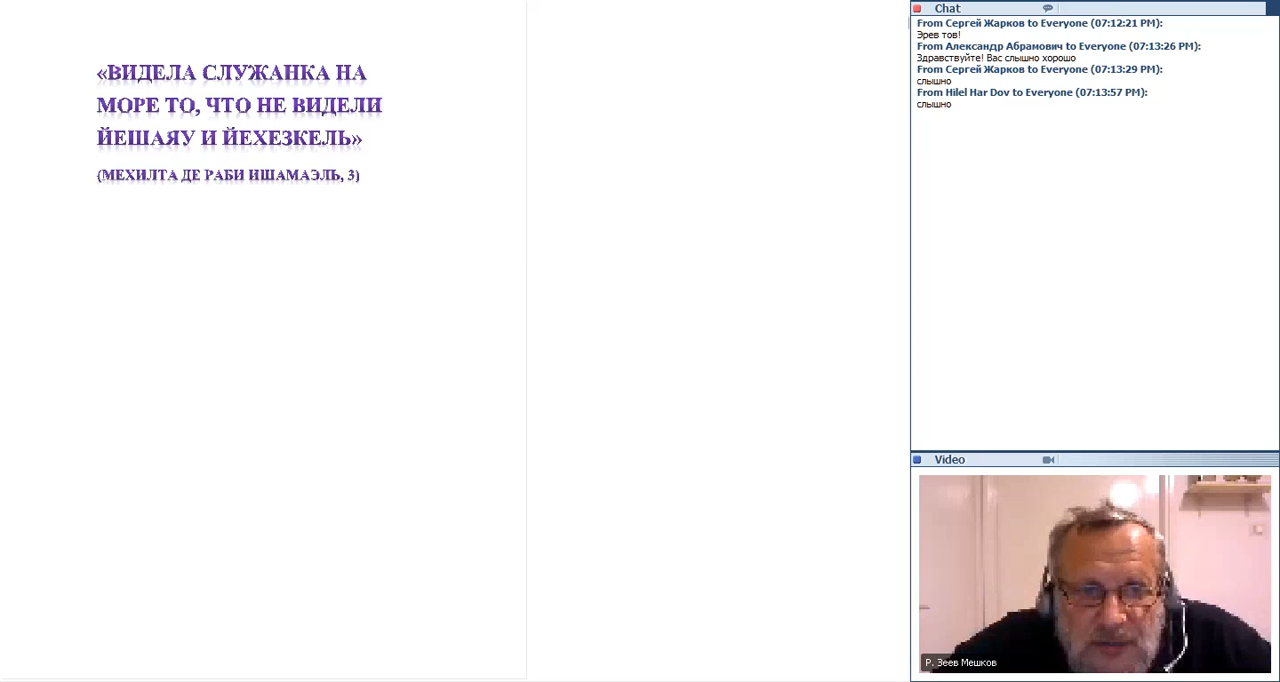 «ВИДЕЛА СЛУЖАНКА НА
МОРЕ ТО, ЧТО НЕ ВИДЕЛИ
ЙЕШАЯУ И ЙЕХЕЗКЕЛЬ»
(МЕХИЛТА ДЕ РАБИ ИШАМАЭЛЬ, 3)
Chat
From Сергей Жарков to Everyone (07:12:21 PM):
Эрев тов!
From Александр Абрамович to Everyone (07:13:26 PM):
Здравствуйте! Вас слышно хорошо
From Сергей Жарков to Everyone (07:13:29 PM):
слышно
From Hilel Har Dov to Everyone (07:13:57 PM):
слышно
Video
Р. Зеев Мешков